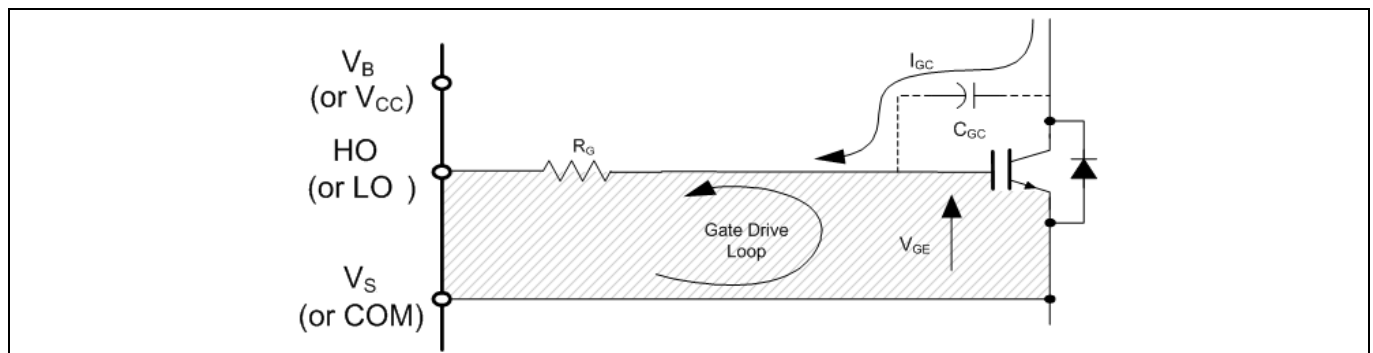 V_B
(or V_CC)
HO
(or LO )
V_S
(or COM)
R_G
I_GC
C_GC
Gate Drive
Loop
V_GE